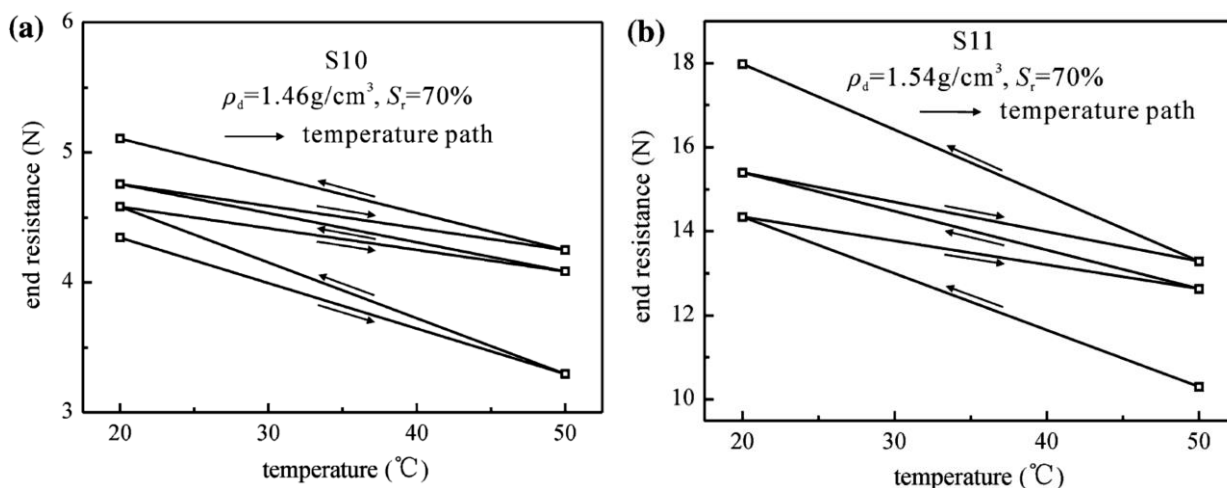 (a)
6
5
4
3
end resistance (N)
S10
ρd=1.46g/cm³, Sr=70%
temperature path
20
30
40
50
temperature (℃)
(b)
18
16
14
12
10
end resistance (N)
S11
ρd=1.54g/cm³, Sr=70%
temperature path
20
30
40
50
temperature (℃)